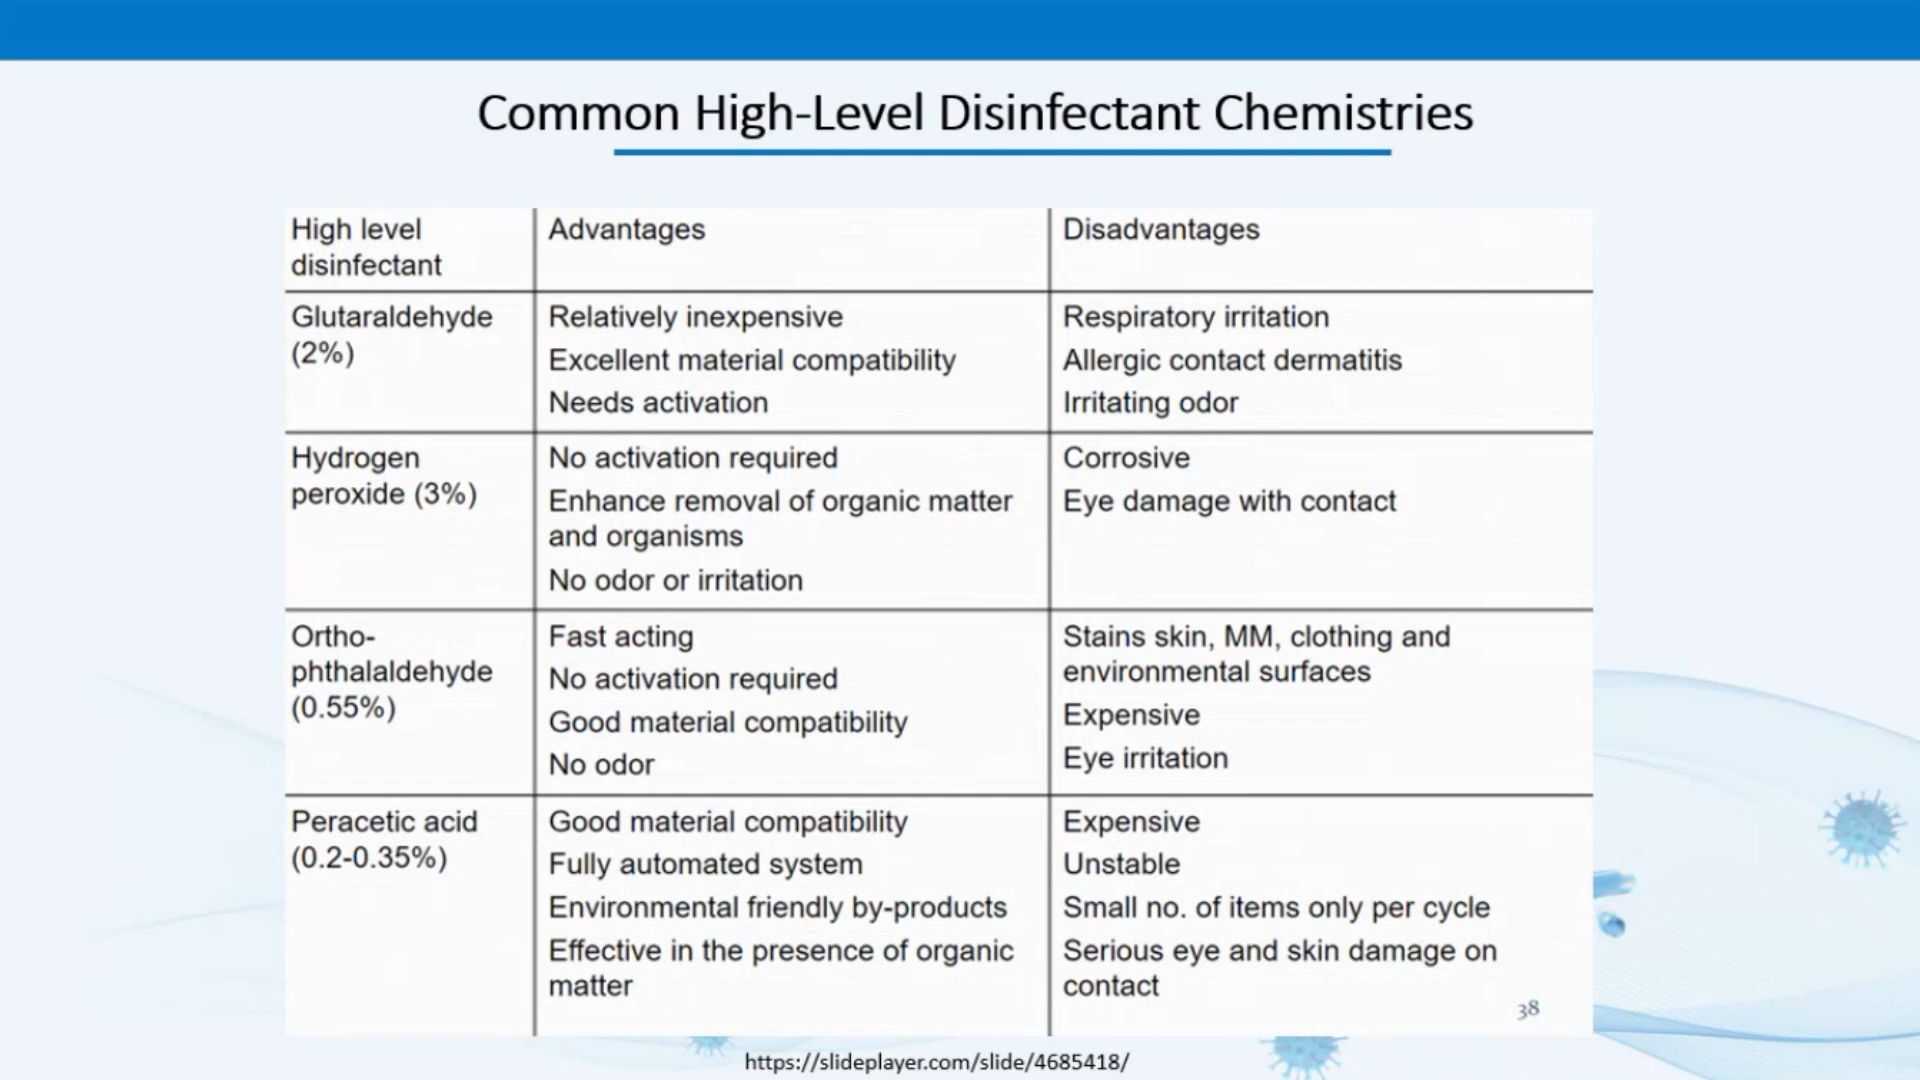 Common High-Level Disinfectant Chemistries
High level
disinfectant
Advantages
Disadvantages
Glutaraldehyde
(2%)
Relatively inexpensive
Excellent material compatibility
Needs activation
Respiratory irritation
Allergic contact dermatitis
Irritating odor
Hydrogen
peroxide (3%)
No activation required
Enhance removal of organic matter
and organisms
No odor or irritation
Corrosive
Eye damage with contact
Ortho-
phthalaldehyde
(0.55%)
Fast acting
No activation required
Good material compatibility
No odor
Stains skin, MM, clothing and
environmental surfaces
Expensive
Eye irritation
Peracetic acid
(0.2-0.35%)
Good material compatibility
Fully automated system
Environmental friendly by-products
Effective in the presence of organic
matter
Expensive
Unstable
Small no. of items only per cycle
Serious eye and skin damage on
contact
38
https://slideplayer.com/slide/4685418/